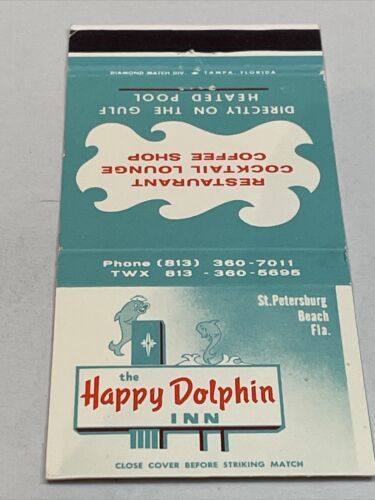 DIAMOND MATCH DIV. TAMPA, FLORIDA
DIRECTLY ON THE GULF
HEATED POOL
RESTAURANT
COCKTAIL LOUNGE
COFFEE SHOP
Phone (813) 360-7011
TWX 813 - 360-5695
St. Petersburg
Beach
Fla.
the
Happy Dolphin
INN
CLOSE COVER BEFORE STRIKING MATCH